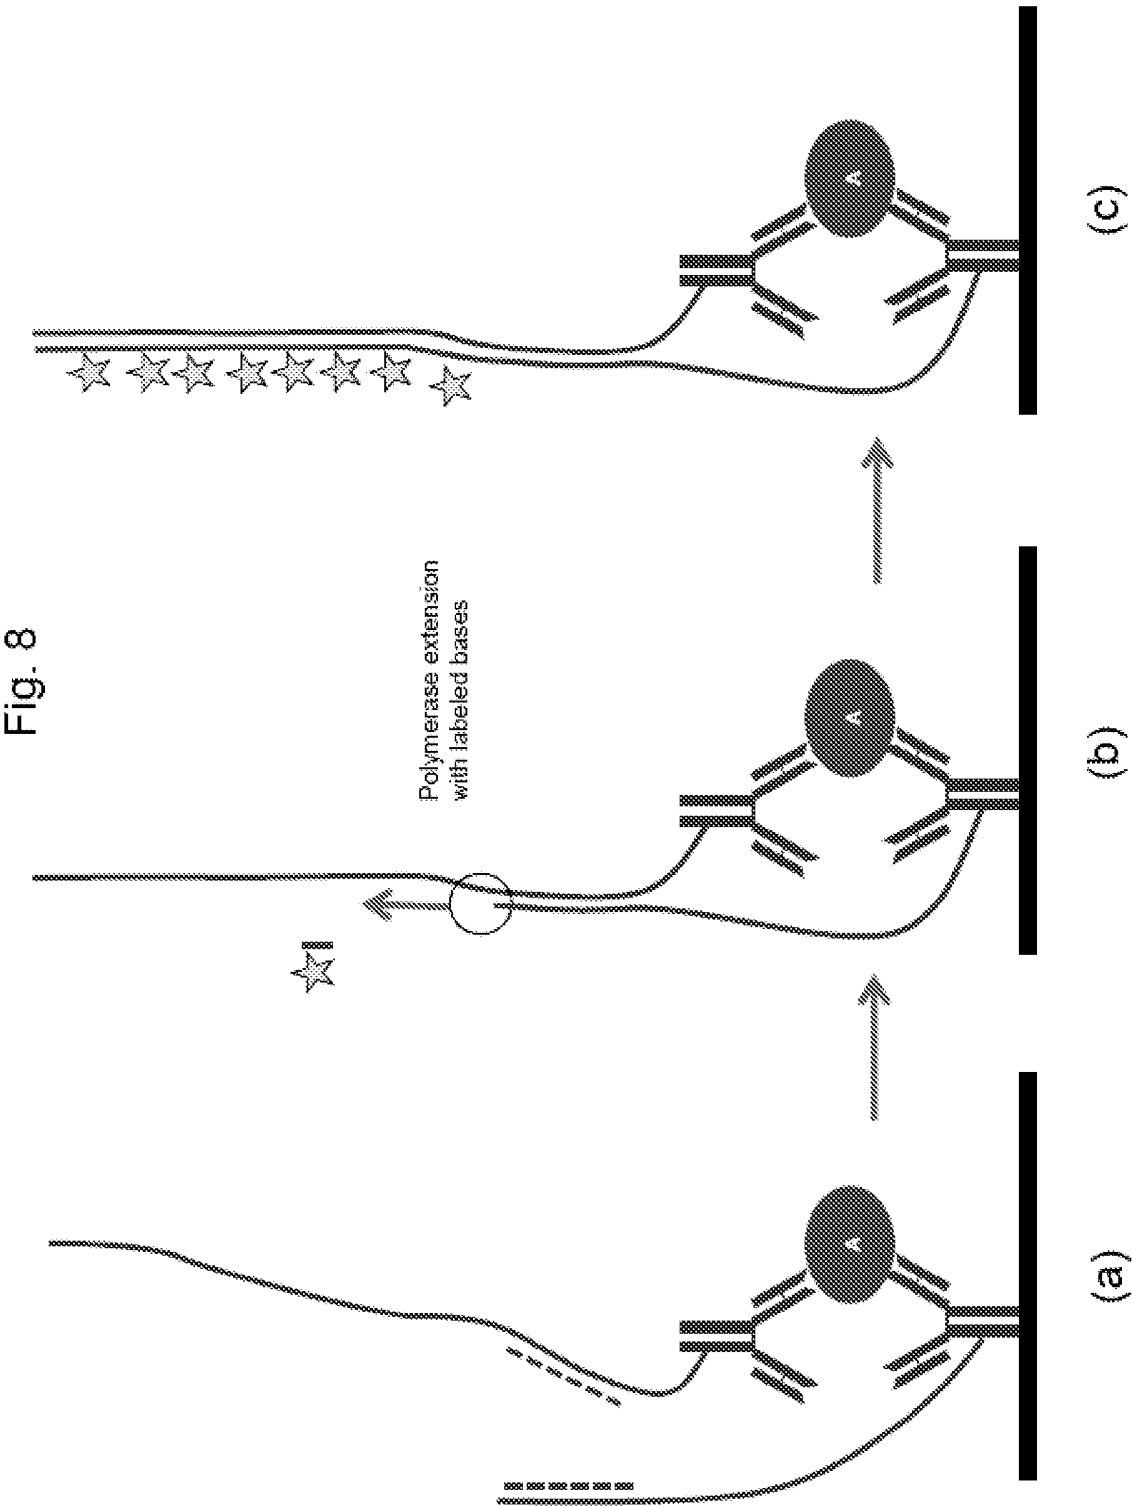 Fig. 8
Polymerase extension
with labeled bases
A
A
A
(a)
(b)
(c)